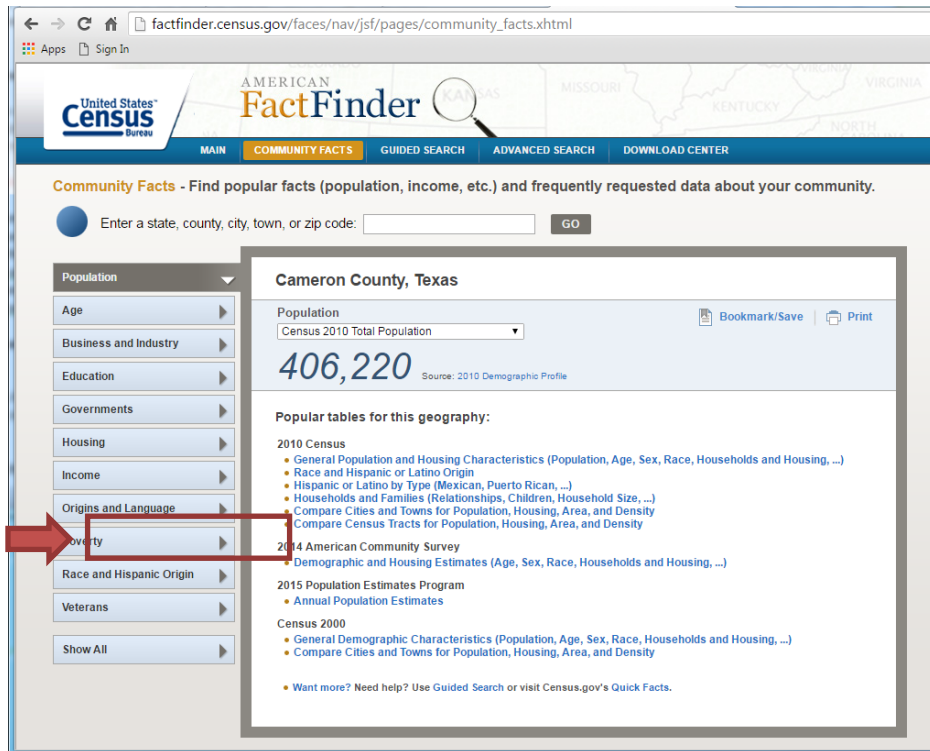 factfinder.census.gov/faces/nav/jsf/pages/community_facts.xhtml
Apps Sign In
United States™
Census
Bureau
AMERICAN
FactFinder
KANSAS
MISSOURI
KENTUCKY
VIRGINIA
VIRGINIA
NORTH
MAIN COMMUNITY FACTS GUIDED SEARCH ADVANCED SEARCH DOWNLOAD CENTER
Community Facts - Find popular facts (population, income, etc.) and frequently requested data about your community.
Enter a state, county, city, town, or zip code: GO
Population
Age
Business and Industry
Education
Governments
Housing
Income
Origins and Language
Poverty
Race and Hispanic Origin
Veterans
Show All
Cameron County, Texas
Population
Census 2010 Total Population
Bookmark/Save Print
406,220 Source: 2010 Demographic Profile
Popular tables for this geography:
2010 Census
• General Population and Housing Characteristics (Population, Age, Sex, Race, Households and Housing, ...)
• Race and Hispanic or Latino Origin
• Hispanic or Latino by Type (Mexican, Puerto Rican, ...)
• Households and Families (Relationships, Children, Household Size, ...)
• Compare Cities and Towns for Population, Housing, Area, and Density
• Compare Census Tracts for Population, Housing, Area, and Density
2014 American Community Survey
• Demographic and Housing Estimates (Age, Sex, Race, Households and Housing, ...)
2015 Population Estimates Program
• Annual Population Estimates
Census 2000
• General Demographic Characteristics (Population, Age, Sex, Race, Households and Housing, ...)
• Compare Cities and Towns for Population, Housing, Area, and Density
• Want more? Need help? Use Guided Search or visit Census.gov's Quick Facts.